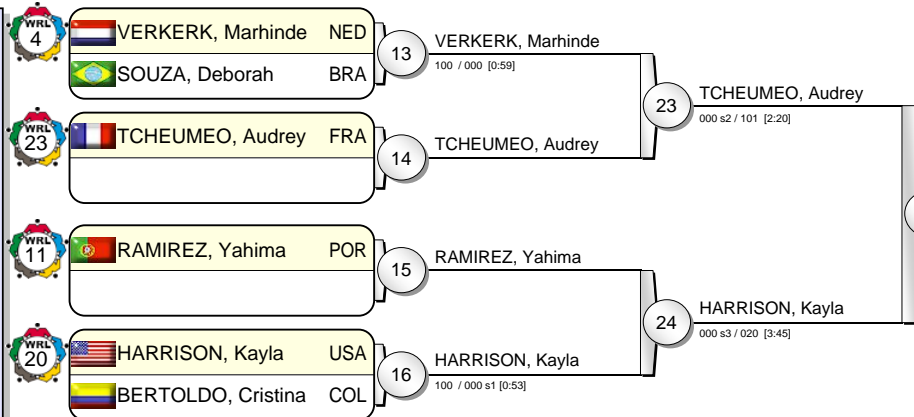 WRL
4
VERKERK, Marhinde NED
SOUZA, Deborah BRA
13
VERKERK, Marhinde
100 / 000 [0:59]
WRL
23
TCHEUMEO, Audrey FRA
14
TCHEUMEO, Audrey
23
TCHEUMEO, Audrey
000 s2 / 101 [2:20]
WRL
11
RAMIREZ, Yahima POR
15
RAMIREZ, Yahima
WRL
20
HARRISON, Kayla USA
BERTOLDO, Cristina COL
16
HARRISON, Kayla
100 / 000 s1 [0:53]
24
HARRISON, Kayla
000 s3 / 020 [3:45]